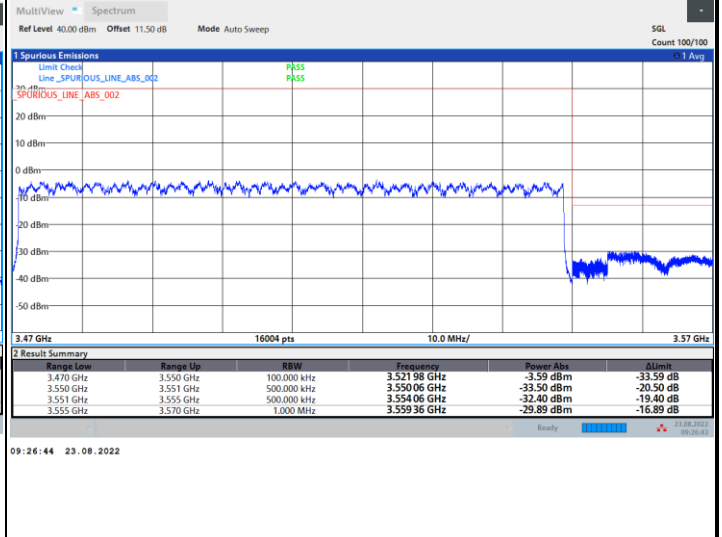 MultiView Spectrum
Ref Level 40.00 dBm Offset 11.50 dB Mode Auto Sweep SGL
Count 100/100
1 Spurious Emissions 1 Avg
Limit Check PASS
Line _SPURIOUS_LINE_ABS_002 PASS
30 dBm
_SPURIOUS_LINE_ABS_002
20 dBm
10 dBm
0 dBm
-10 dBm
-20 dBm
-30 dBm
-40 dBm
-50 dBm
3.47 GHz 16004 pts 10.0 MHz/ 3.57 GHz
2 Result Summary
Range Low Range Up RBW Frequency Power Abs ΔLimit
3.470 GHz 3.550 GHz 100.000 kHz 3.521 98 GHz -3.59 dBm -33.59 dB
3.550 GHz 3.551 GHz 500.000 kHz 3.550 06 GHz -33.50 dBm -20.50 dB
3.551 GHz 3.555 GHz 500.000 kHz 3.554 06 GHz -32.40 dBm -19.40 dB
3.555 GHz 3.570 GHz 1.000 MHz 3.559 36 GHz -29.89 dBm -16.89 dB
Ready 23.08.2022
09:26:43
09:26:44 23.08.2022